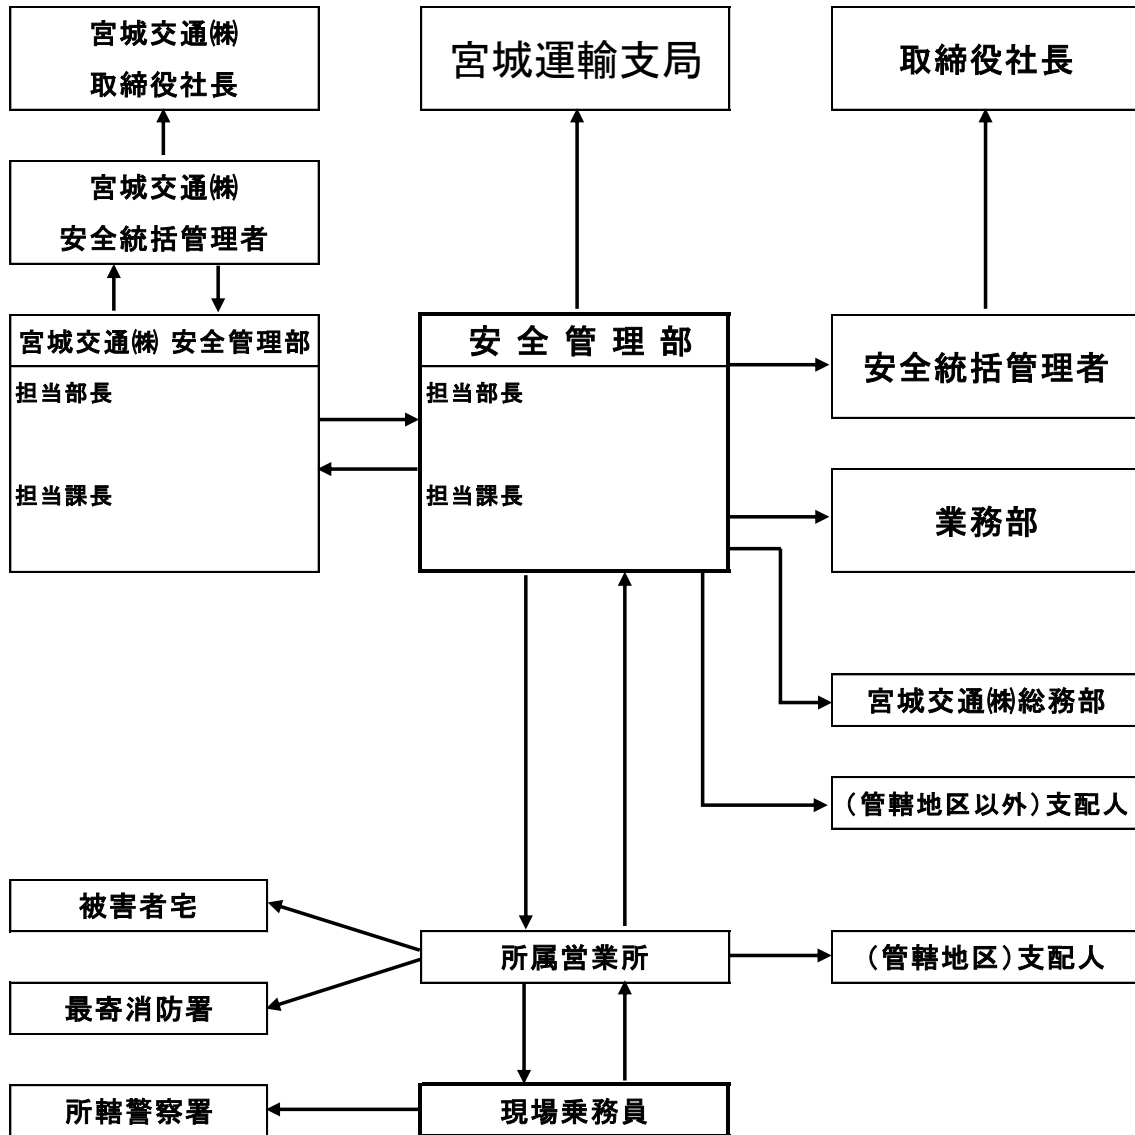 宮城交通㈱
取締役社長
宮城運輸支局
取締役社長
宮城交通㈱
安全統括管理者
宮城交通㈱ 安全管理部
担当部長
担当課長
安 全 管 理 部
担当部長
担当課長
安全統括管理者
業務部
宮城交通㈱総務部
（管轄地区以外）支配人
被害者宅
所属営業所
（管轄地区）支配人
最寄消防署
所轄警察署
現場乗務員